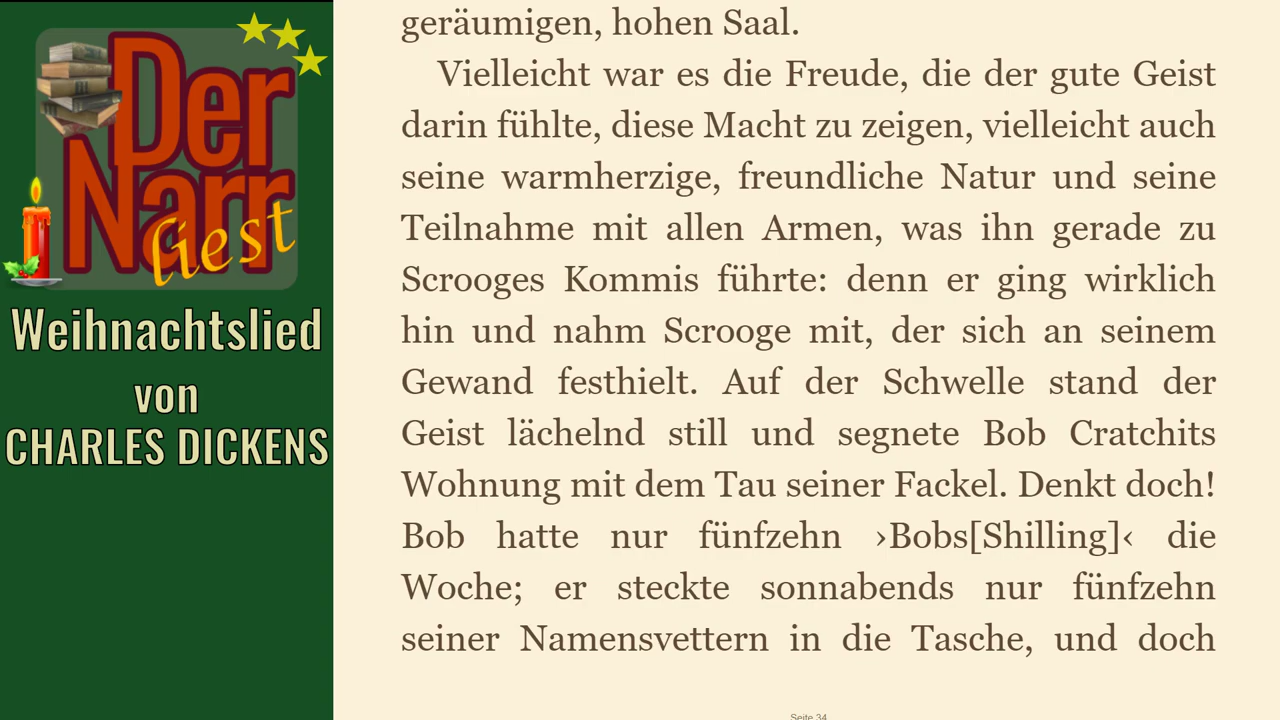 Der
Narr
liest
Weihnachtslied
von
CHARLES DICKENS
geräumigen, hohen Saal.
Vielleicht war es die Freude, die der gute Geist
darin fühlte, diese Macht zu zeigen, vielleicht auch
seine warmherzige, freundliche Natur und seine
Teilnahme mit allen Armen, was ihn gerade zu
Scrooges Kommis führte: denn er ging wirklich
hin und nahm Scrooge mit, der sich an seinem
Gewand festhielt. Auf der Schwelle stand der
Geist lächelnd still und segnete Bob Cratchits
Wohnung mit dem Tau seiner Fackel. Denkt doch!
Bob hatte nur fünfzehn ›Bobs[Shilling]‹ die
Woche; er steckte sonnabends nur fünfzehn
seiner Namensvettern in die Tasche, und doch
Seite 34